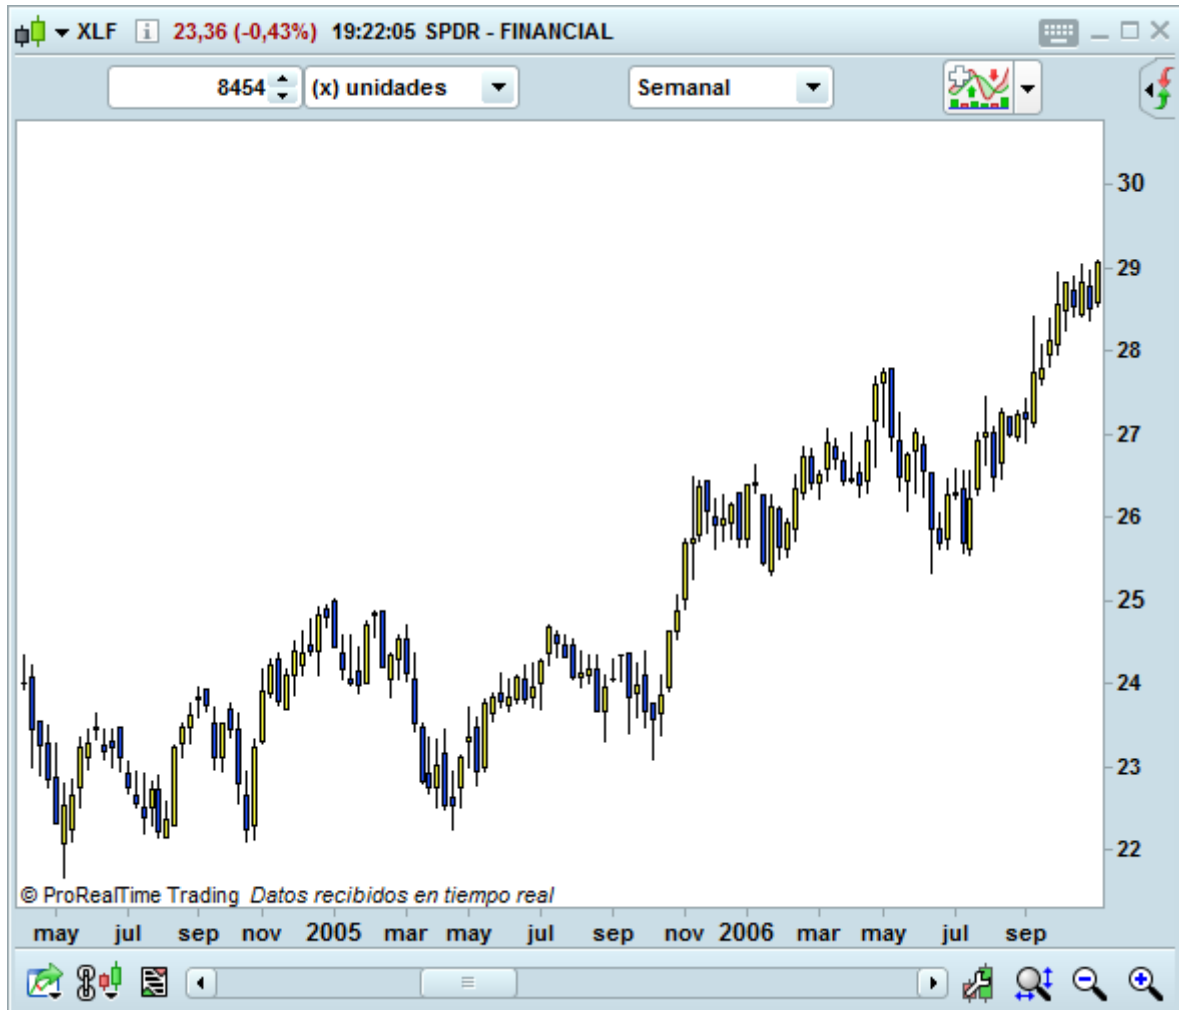 XLF i 23,36 (-0,43%) 19:22:05 SPDR - FINANCIAL
8454 (x) unidades Semanal
30
29
28
27
26
25
24
23
22
© ProRealTime Trading Datos recibidos en tiempo real
may jul sep nov 2005 mar may jul sep nov 2006 mar may jul sep